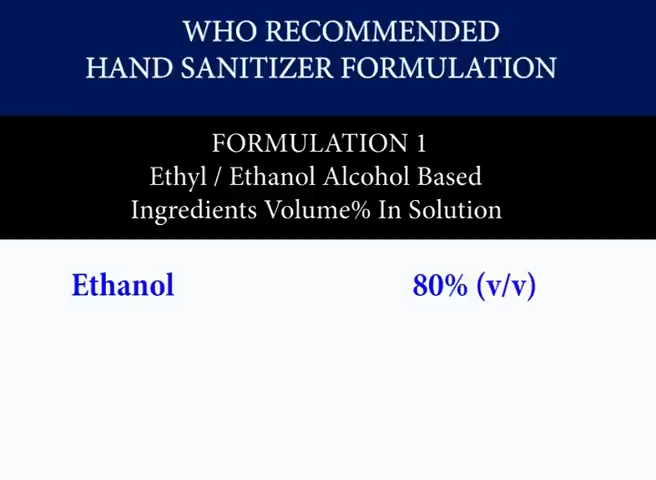 WHO RECOMMENDED
HAND SANITIZER FORMULATION
FORMULATION 1
Ethyl / Ethanol Alcohol Based
Ingredients Volume% In Solution
Ethanol 80% (v/v)